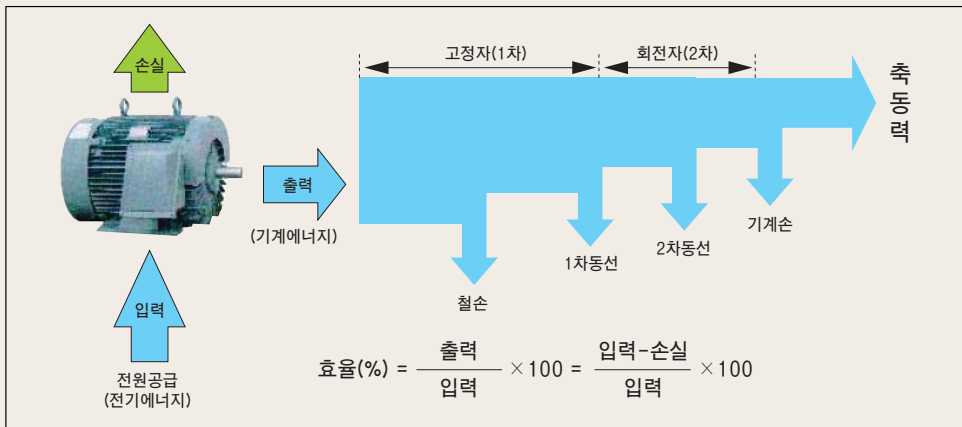 손실
고정자(1차)
회전자(2차)
축동력
출력
(기계에너지)
기계손
1차동선
2차동선
철손
입력
전원공급
(전기에너지)
효율(%) = 출력/입력 ×100 = 입력-손실/입력 ×100